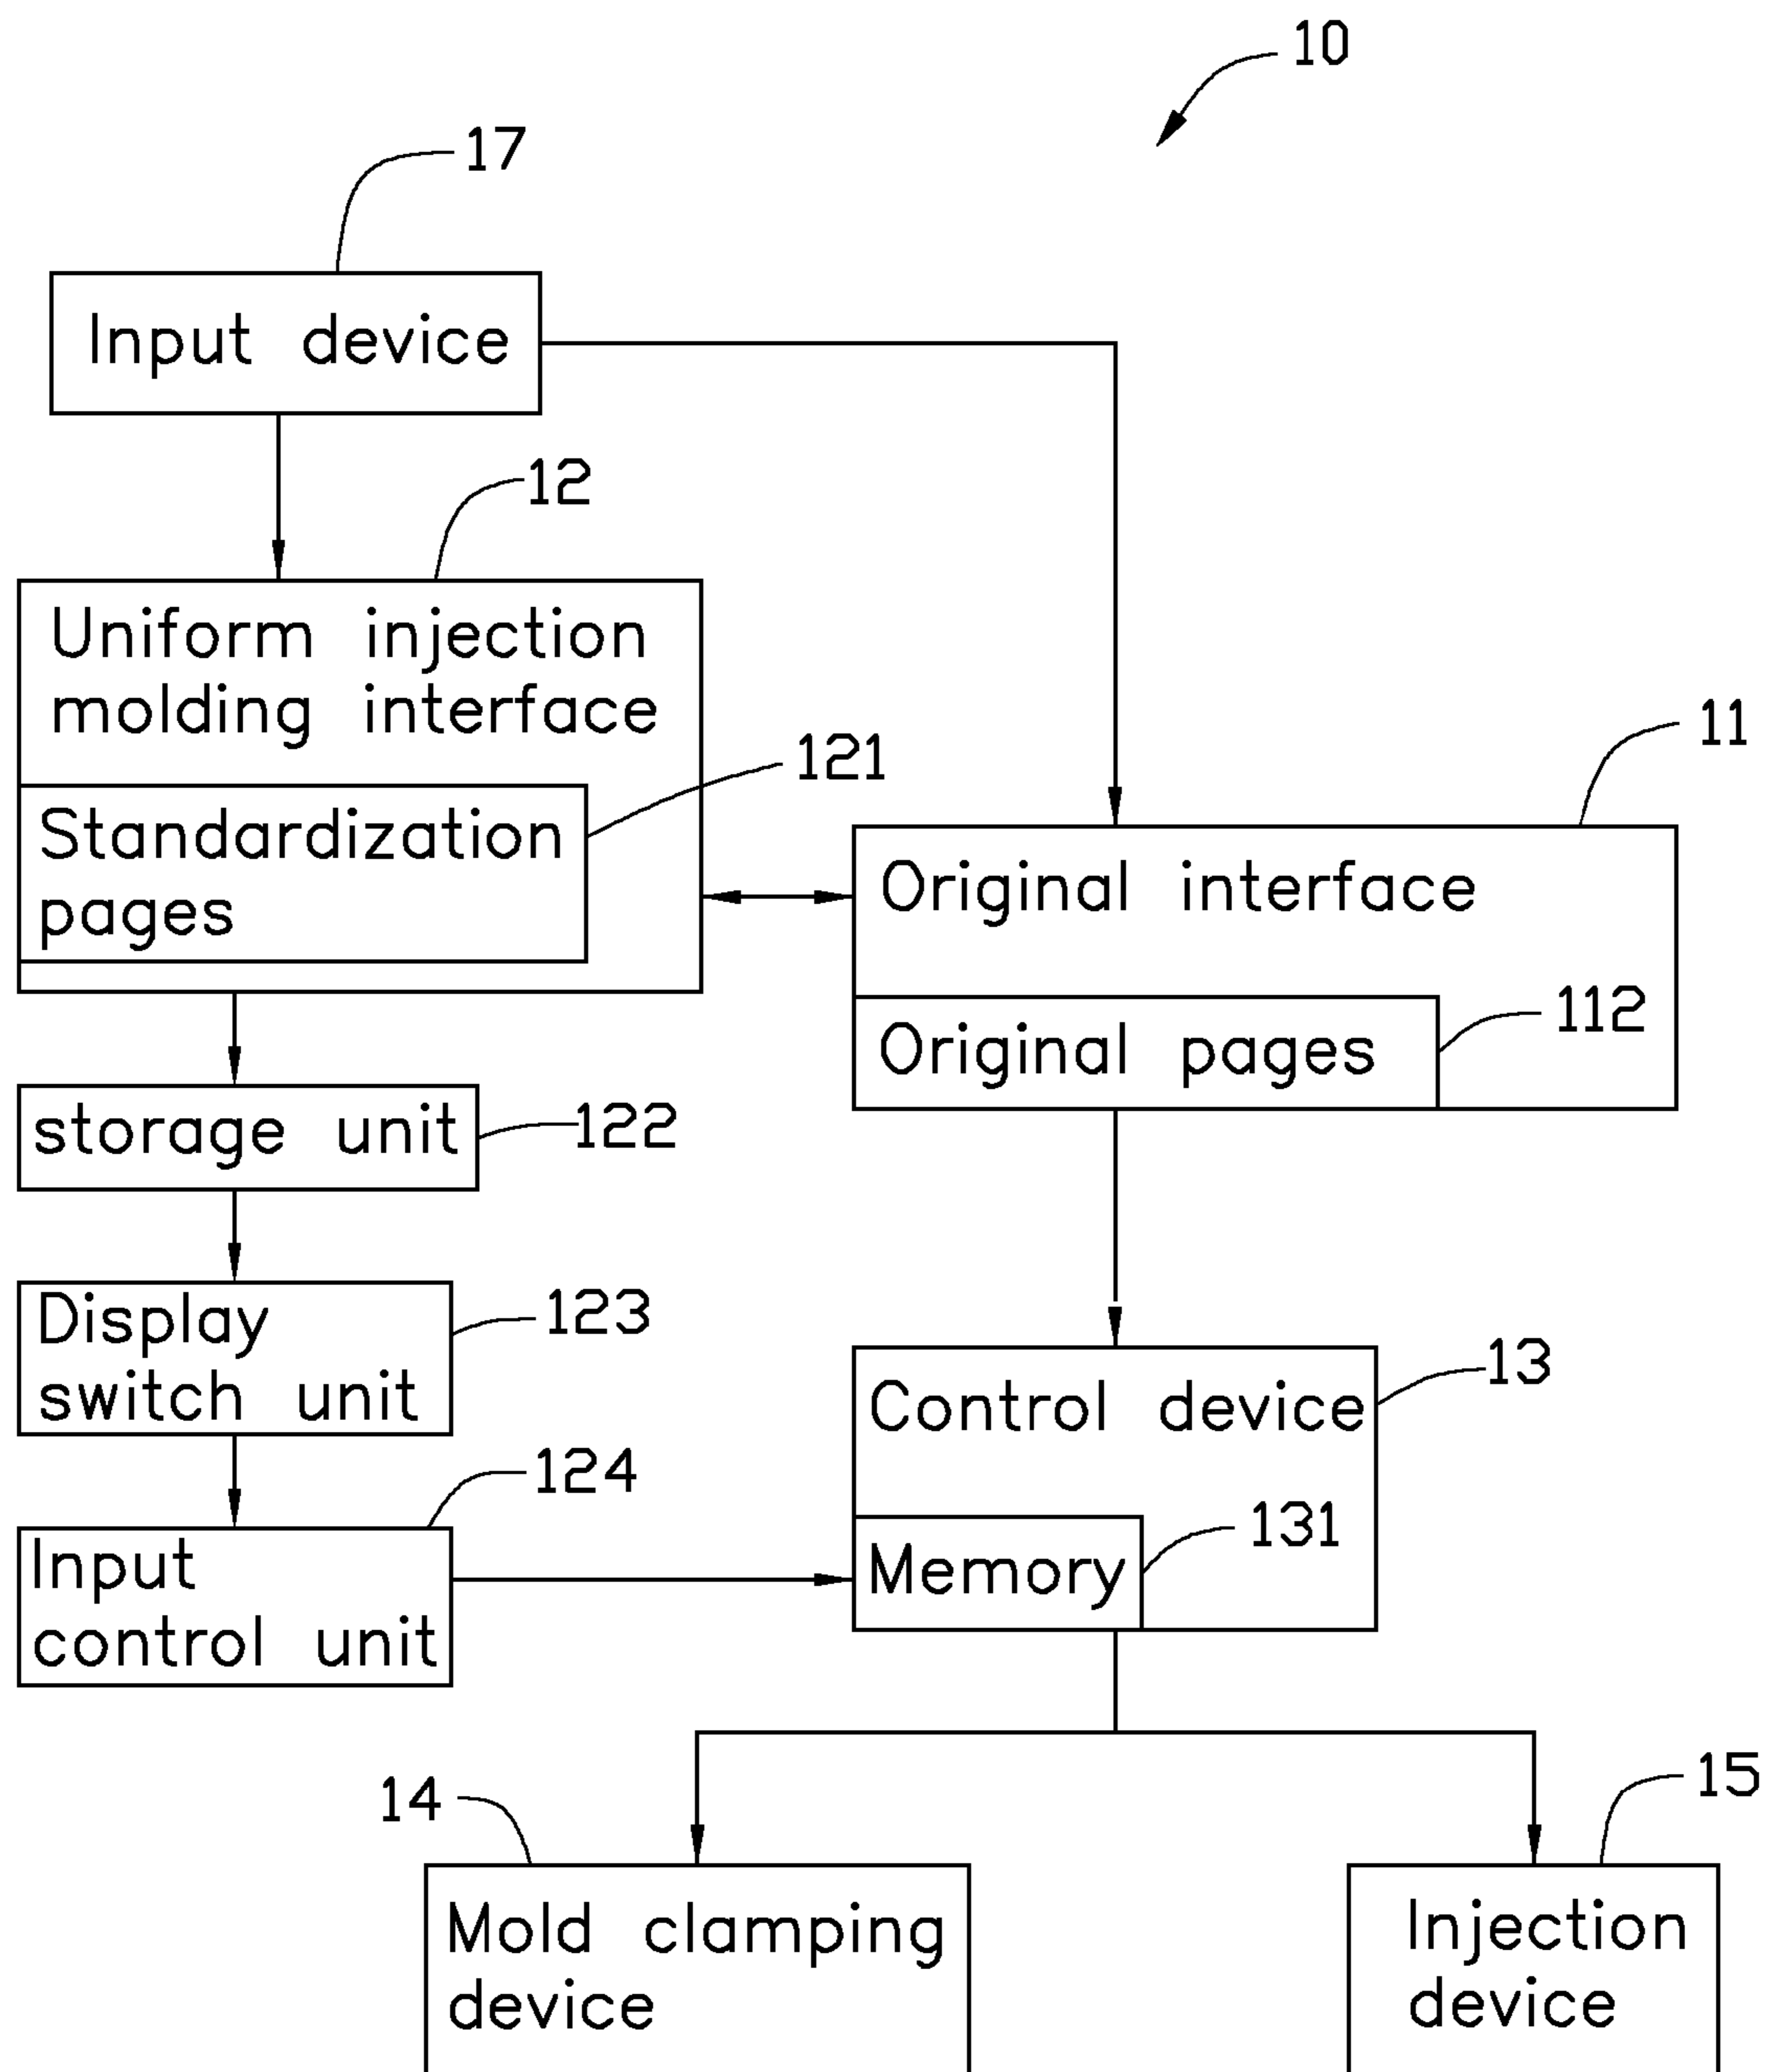 10
17
Input device
12
Uniform injection
molding interface
121
Standardization
pages
11
Original interface
112
Original pages
storage unit
122
Display
switch unit
123
124
Input
control unit
13
Control device
131
Memory
14
Mold clamping
device
15
Injection
device